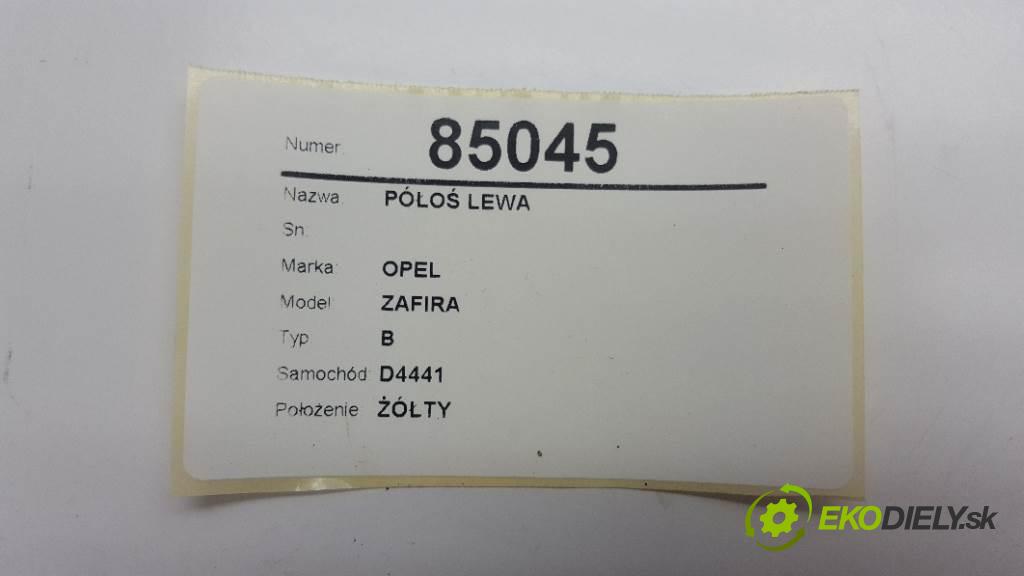 Numer: 85045
Nazwa: PÓŁOŚ LEWA
Sn:
Marka: OPEL
Model: ZAFIRA
Typ B
Samochód: D4441
Położenie ŻÓŁTY
EKODIELY.sk